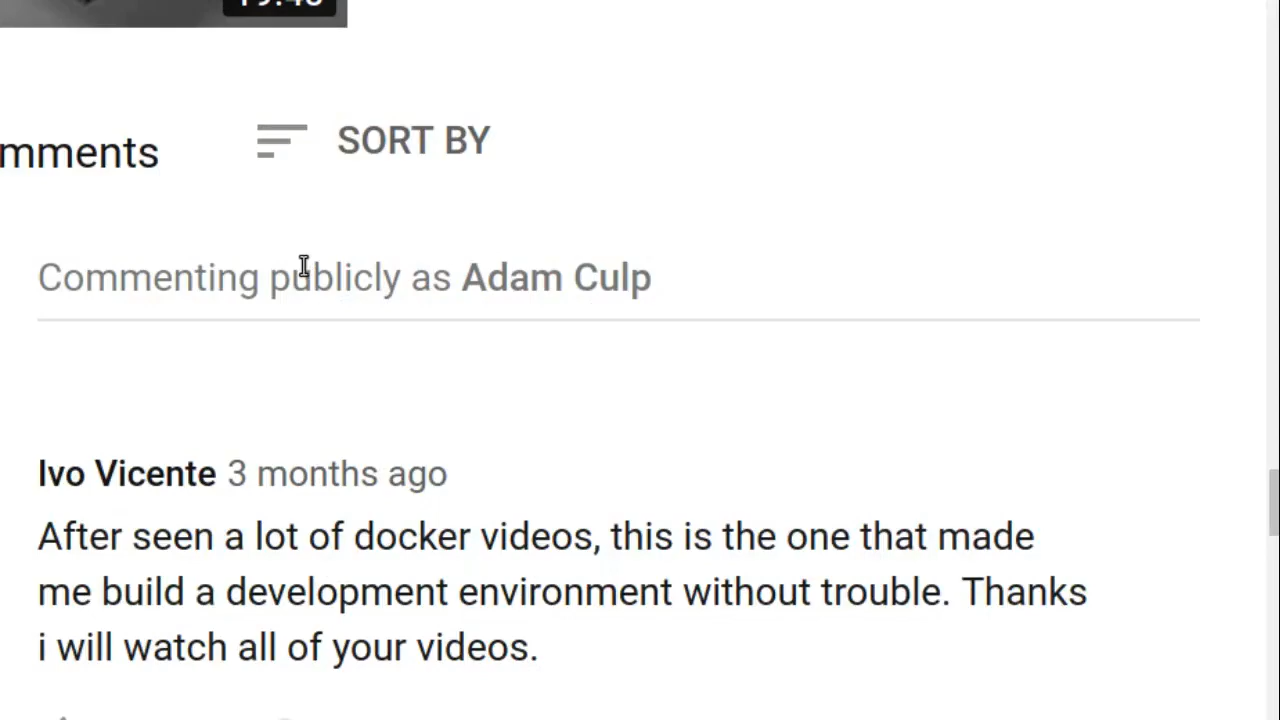 mments
SORT BY
Commenting publicly as Adam Culp
Ivo Vicente 3 months ago
After seen a lot of docker videos, this is the one that made
me build a development environment without trouble. Thanks
i will watch all of your videos.